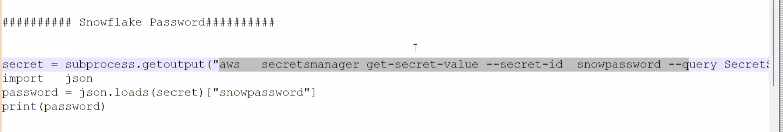 ########## Snowflake Password##########
secret = subprocess.getoutput("aws   secretsmanager get-secret-value --secret-id  snowpassword --query Secret
import   json
password = json.loads(secret)["snowpassword"]
print(password)